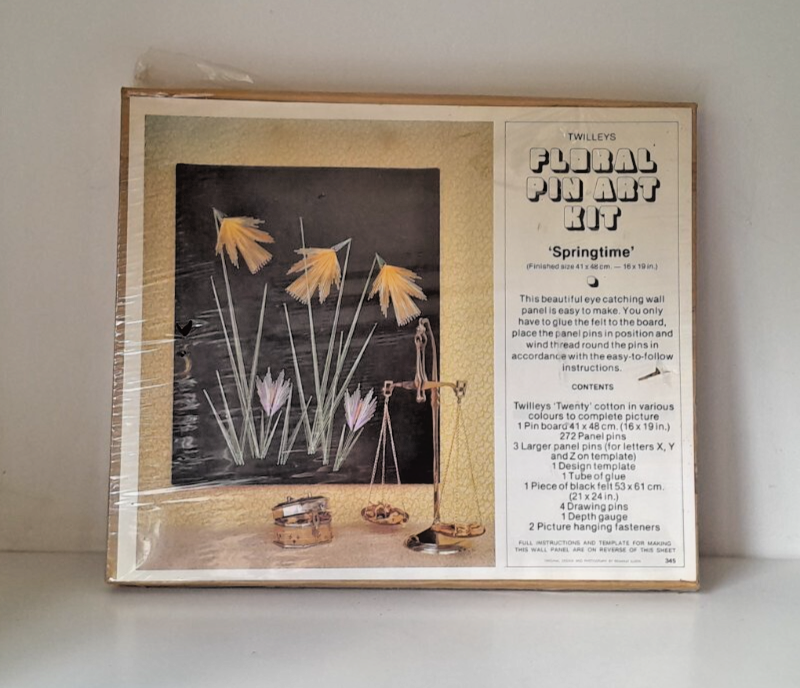 TWILLEYS
FLORAL
PIN ART
KIT
'Springtime'
(Finished size 41 x 48 cm. — 16 x 19 in.)
This beautiful eye catching wall
panel is easy to make. You only
have to glue the felt to the board,
place the panel pins in position and
wind thread round the pins in
accordance with the easy-to-follow
instructions.
CONTENTS
Twilleys 'Twenty' cotton in various
colours to complete picture
1 Pin board 41 x 48 cm. (16 x 19 in.)
272 Panel pins
3 Larger panel pins (for letters X, Y
and Z on template)
1 Design template
1 Tube of glue
1 Piece of black felt 53 x 61 cm.
(21 x 24 in.)
4 Drawing pins
1 Depth gauge
2 Picture hanging fasteners
FULL INSTRUCTIONS AND TEMPLATE FOR MAKING
THIS WALL PANEL ARE ON REVERSE OF THIS SHEET
345